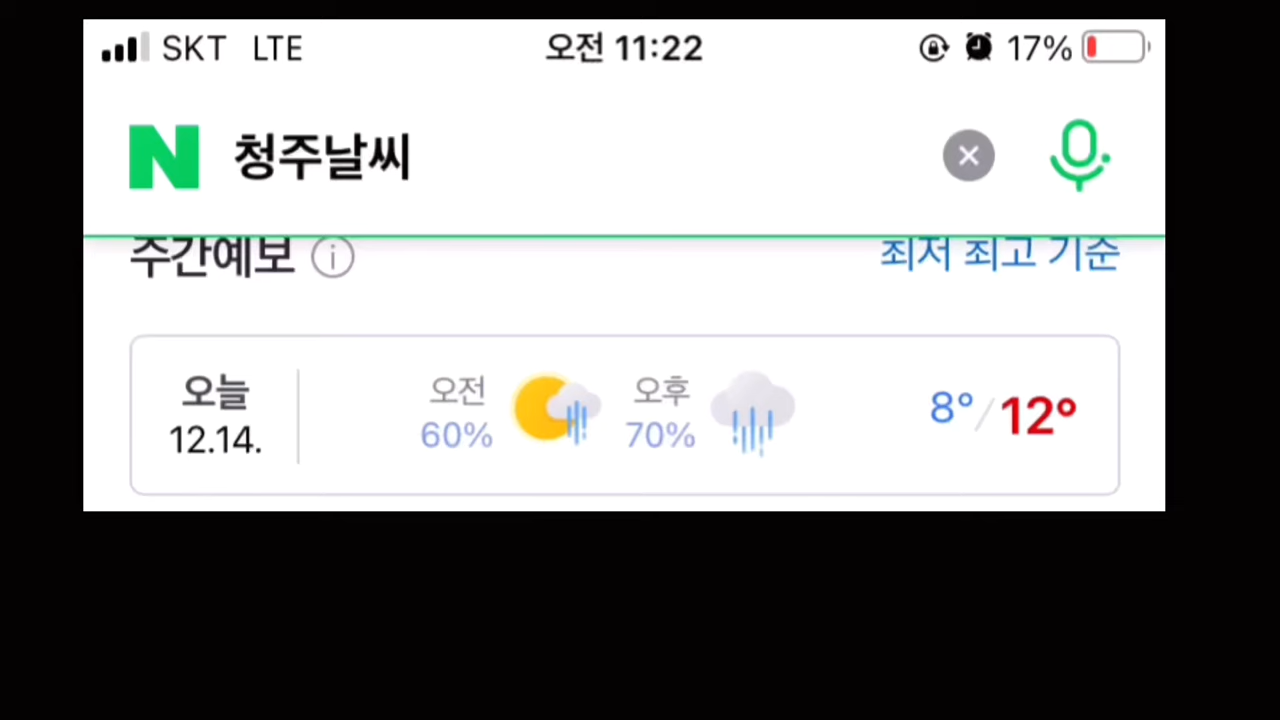 SKT LTE 오전 11:22 17%
N 청주날씨
주간예보 최저 최고 기준
오늘 오전 오후 8°/12°
12.14. 60% 70%